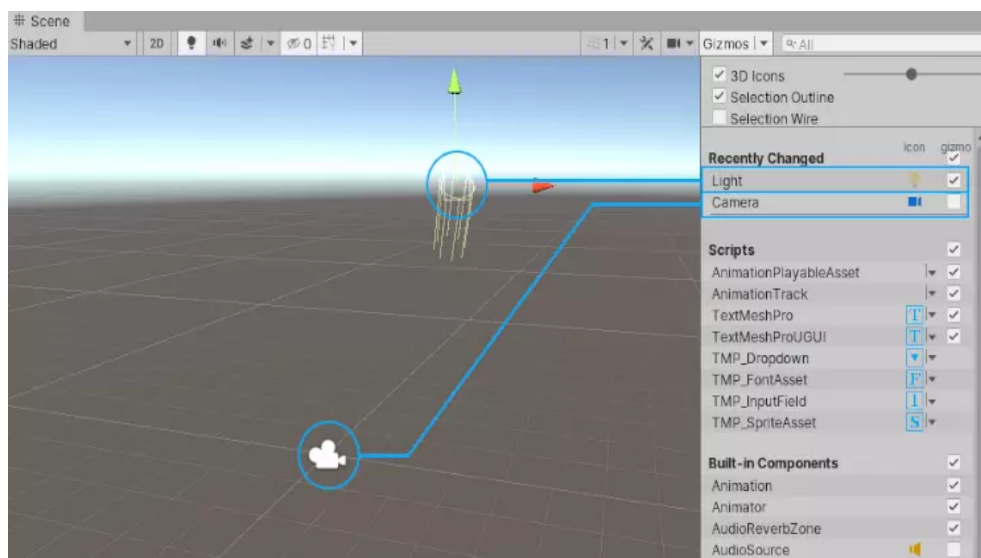 Scene
Shaded 2D 0 1 Gizmos All
3D Icons
Selection Outline
Selection Wire
icon gizmo
Recently Changed
Light
Camera
Scripts
AnimationPlayableAsset
AnimationTrack
TextMeshPro T
TextMeshProUGUI T
TMP_Dropdown
TMP_FontAsset F
TMP_InputField I
TMP_SpriteAsset S
Built-in Components
Animation
Animator
AudioReverbZone
AudioSource